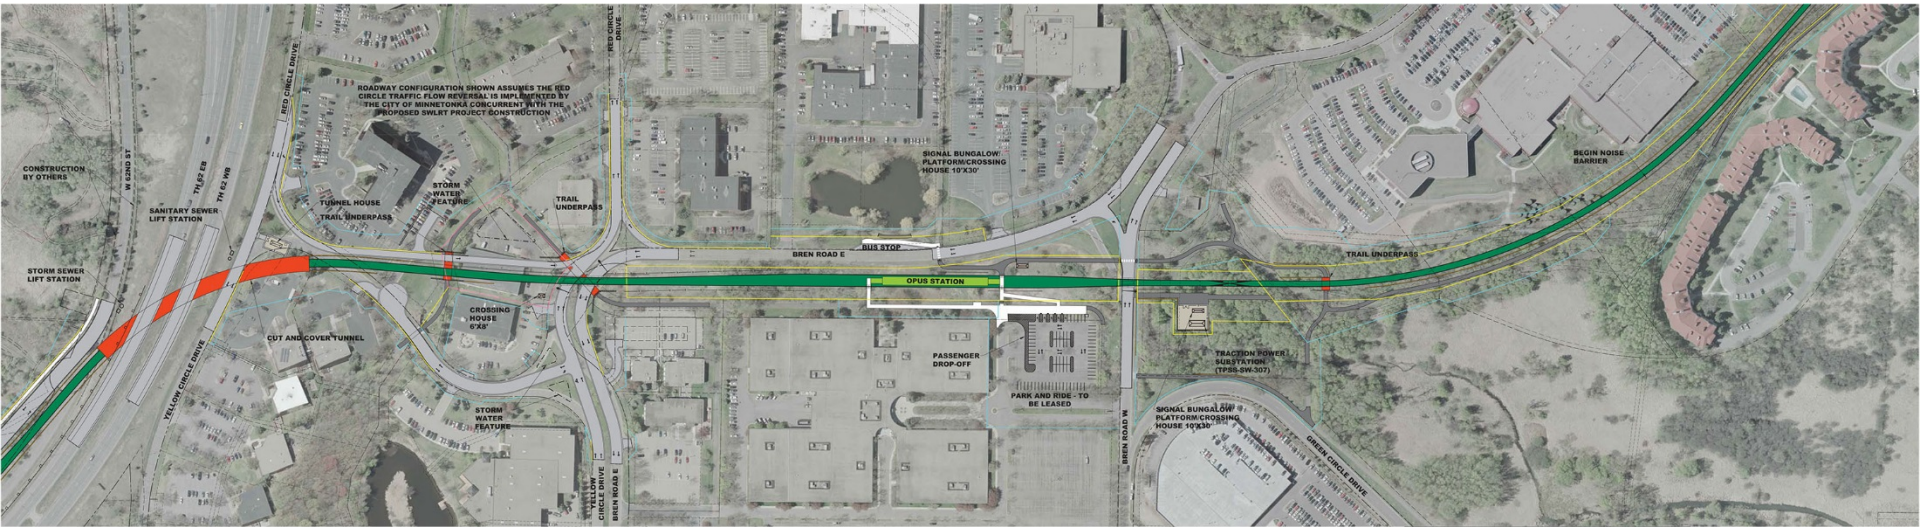 RED CIRCLE DRIVE
RED CIRCLE
DRIVE
ROADWAY CONFIGURATION SHOWN ASSUMES THE RED
CIRCLE TRAFFIC FLOW REVERSAL IS IMPLEMENTED BY
THE CITY OF MINNETONKA CONCURRENT WITH THE
PROPOSED SWLRT PROJECT CONSTRUCTION
CONSTRUCTION
BY OTHERS
W 62ND ST
TH 62 EB
TH 62 WB
SANITARY SEWER
LIFT STATION
TUNNEL HOUSE
TRAIL UNDERPASS
STORM
WATER
FEATURE
TRAIL
UNDERPASS
SIGNAL BUNGALOW
PLATFORM/CROSSING
HOUSE 10'X30'
BEGIN NOISE
BARRIER
STORM SEWER
LIFT STATION
BUS STOP
BREN ROAD E
TRAIL UNDERPASS
OPUS STATION
CROSSING
HOUSE
6'X8'
CUT AND COVER TUNNEL
YELLOW CIRCLE DRIVE
PASSENGER
DROP-OFF
TRACTION POWER
SUBSTATION
(TPSS-SW-307)
PARK AND RIDE - TO
BE LEASED
STORM
WATER
FEATURE
SIGNAL BUNGALOW
PLATFORM/CROSSING
HOUSE 10'X30'
BREN ROAD W
GREEN CIRCLE DRIVE
YELLOW
CIRCLE DRIVE
BREN ROAD E